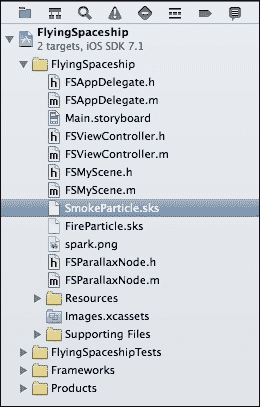 FlyingSpaceship
2 targets, iOS SDK 7.1
FlyingSpaceship
h FSAppDelegate.h
m FSAppDelegate.m
Main.storyboard
h FSViewController.h
m FSViewController.m
h FSMyScene.h
m FSMyScene.m
SmokeParticle.sks
FireParticle.sks
spark.png
h FSParallaxNode.h
m FSParallaxNode.m
Resources
Images.xcassets
Supporting Files
FlyingSpaceshipTests
Frameworks
Products